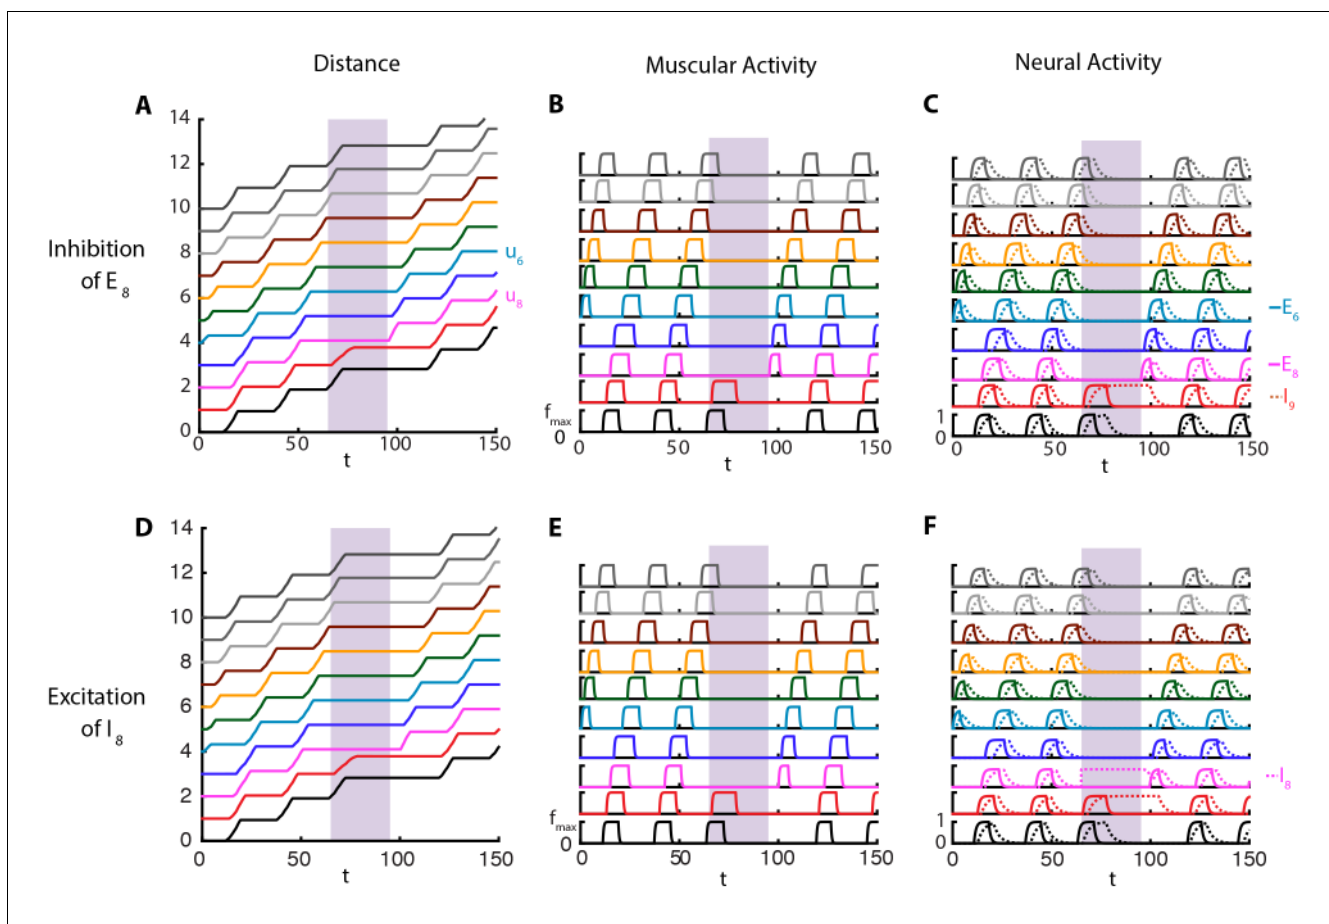 Distance
Muscular Activity
Neural Activity
A
B
C
14
12
10
8
6
4
2
0
Inhibition
of E8
u6
u8
E6
E8
I9
fmax
0
1
0
0 50 100 150
t
0 50 100 150
t
0 50 100 150
t
D
E
F
14
12
10
8
6
4
2
0
Excitation
of I8
I8
fmax
0
1
0
0 50 100 150
t
0 50 100 150
t
0 50 100 150
t